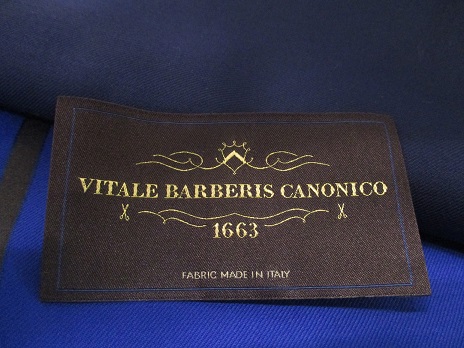 VITALE BARBERIS CANONICO
1663
FABRIC MADE IN ITALY